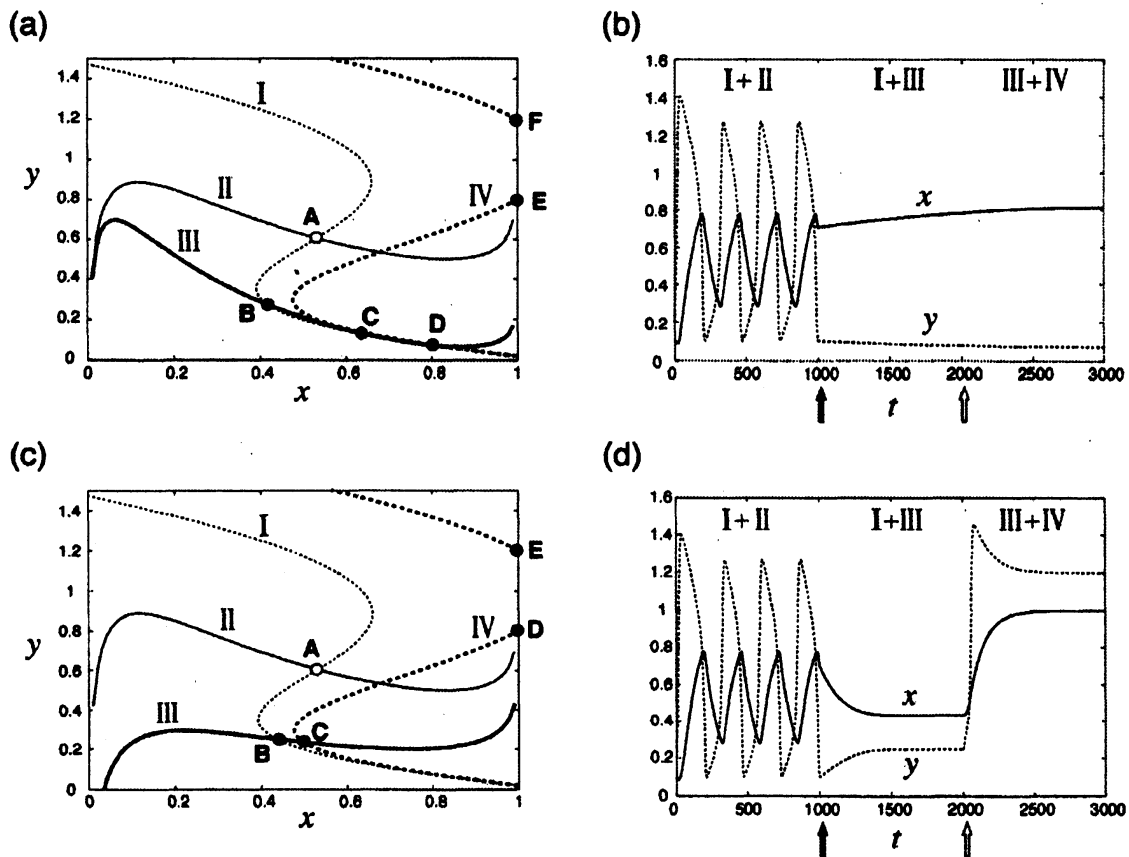 (a)
1.4
1.2
1
0.8
0.6
0.4
0.2
0
y
0
0.2
0.4
0.6
0.8
1
x
I
II
III
IV
A
B
C
D
E
F
(b)
1.6
1.4
1.2
1
0.8
0.6
0.4
0.2
0
I+II
I+III
III+IV
x
y
0
500
1000
1500
2000
2500
3000
t
(c)
1.4
1.2
1
0.8
0.6
0.4
0.2
0
y
0
0.2
0.4
0.6
0.8
1
x
I
II
III
IV
A
B
C
D
E
(d)
1.6
1.4
1.2
1
0.8
0.6
0.4
0.2
0
I+II
I+III
III+IV
x
y
0
500
1000
1500
2000
2500
3000
t